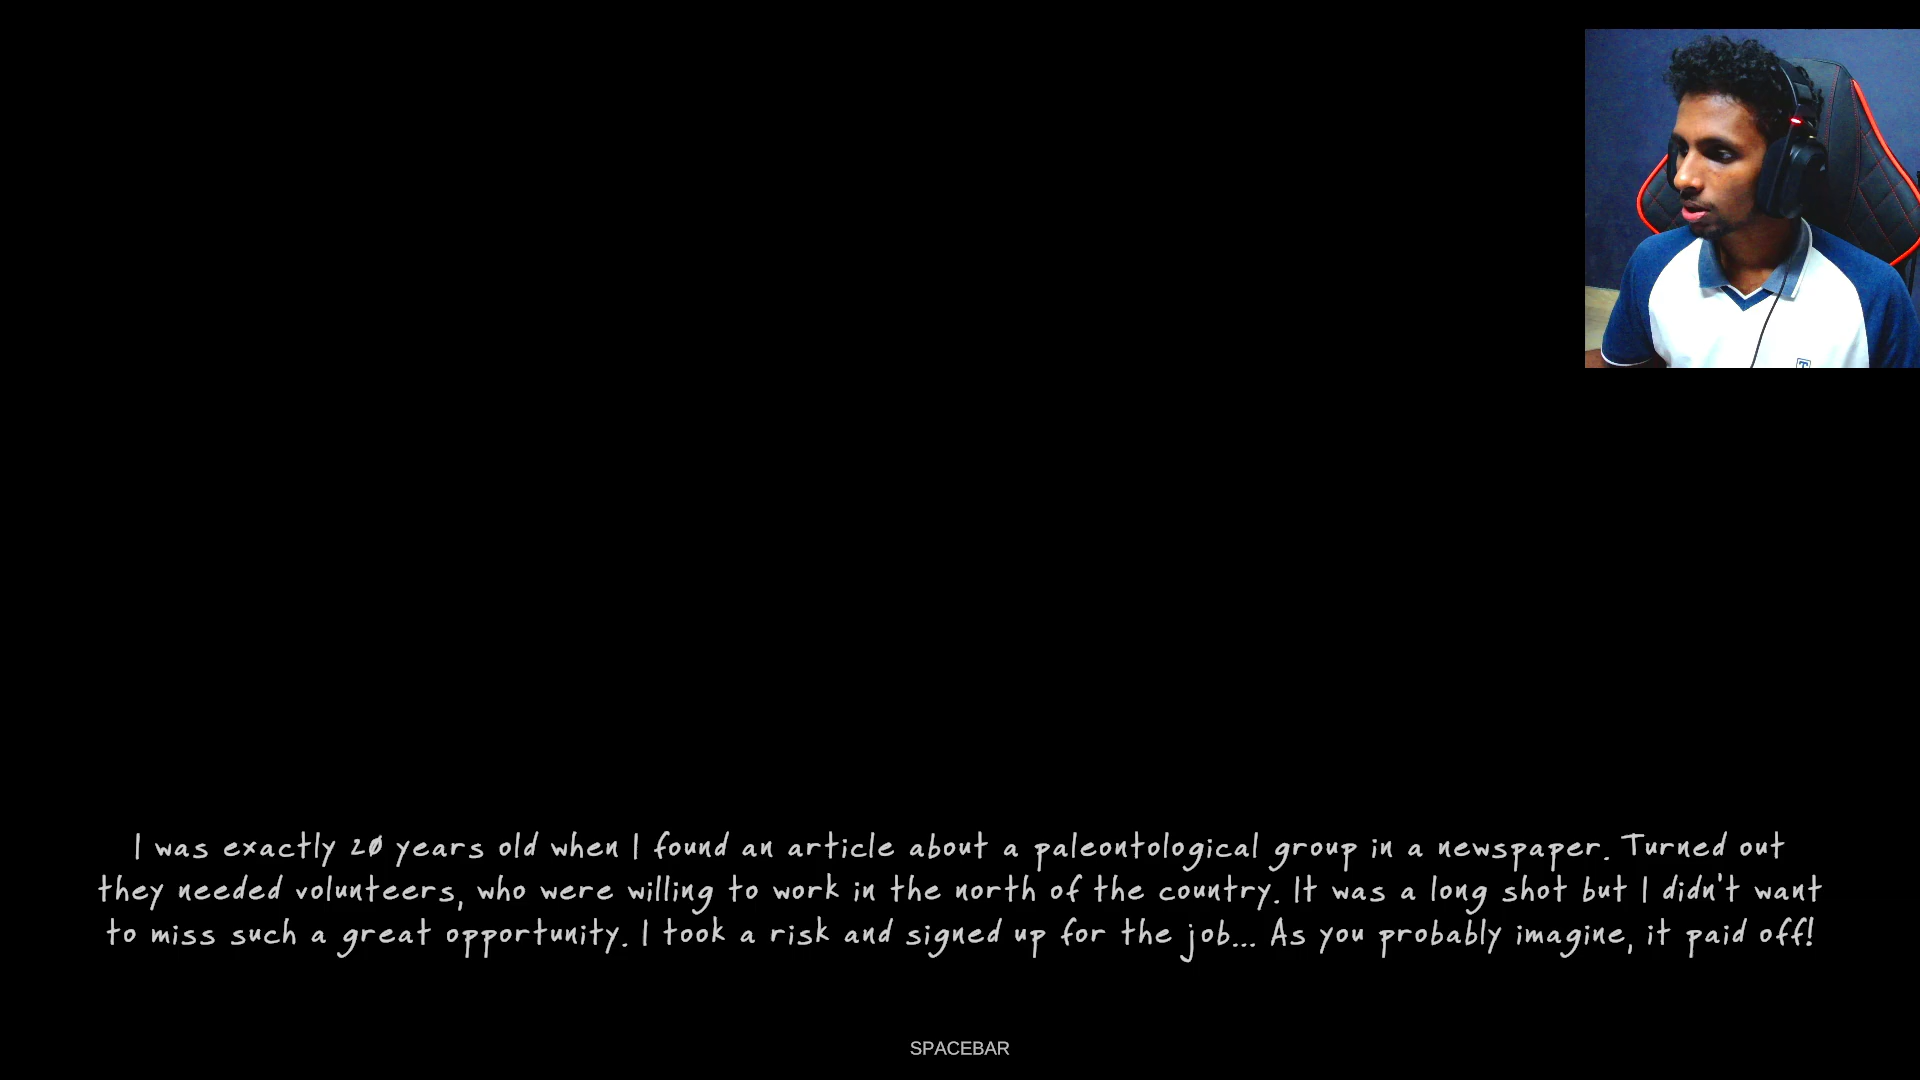 I was exactly 20 years old when I found an article about a paleontological group in a newspaper. Turned out
they needed volunteers, who were willing to work in the north of the country. It was a long shot but I didn't want
to miss such a great opportunity. I took a risk and signed up for the job... As you probably imagine, it paid off!
SPACEBAR